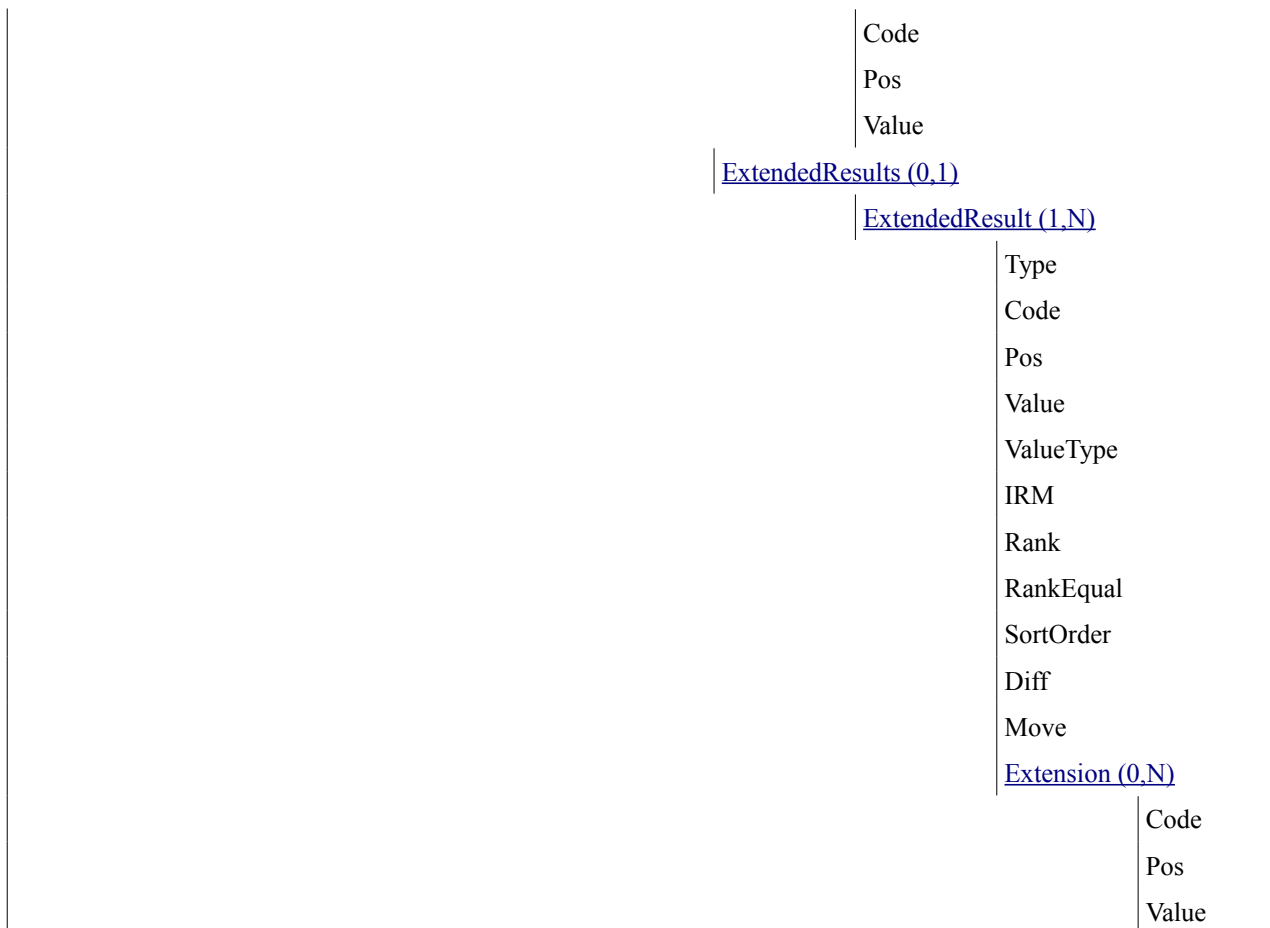 Code
Pos
Value
ExtendedResults (0,1)
ExtendedResult (1,N)
Type
Code
Pos
Value
ValueType
IRM
Rank
RankEqual
SortOrder
Diff
Move
Extension (0,N)
Code
Pos
Value